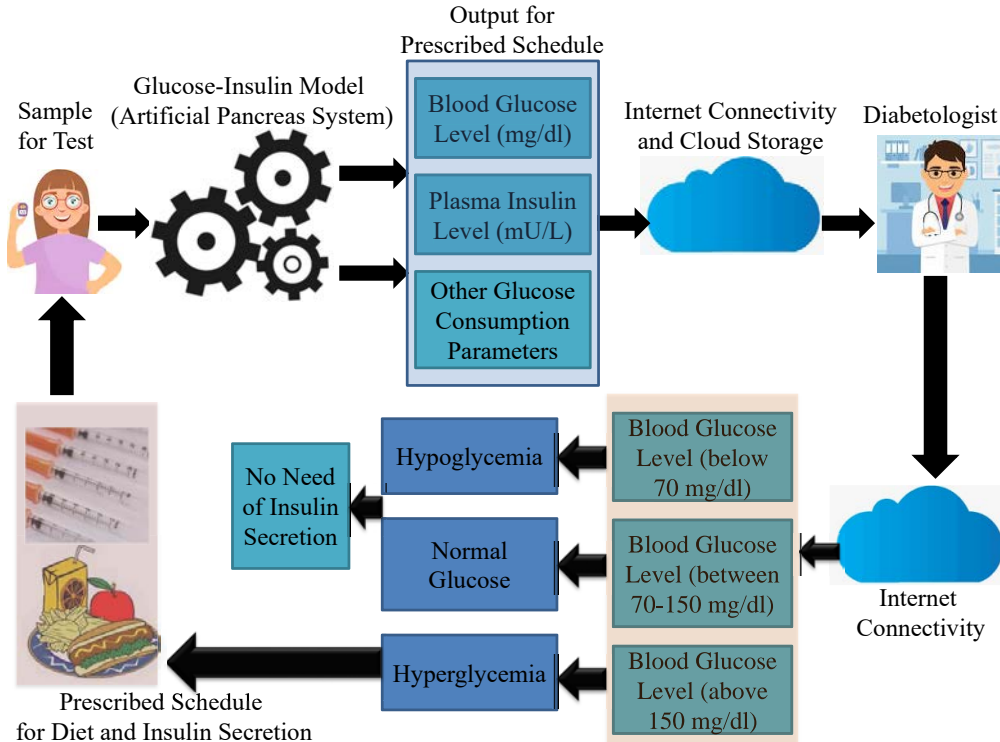 Output for
Prescribed Schedule
Sample
for Test
Glucose-Insulin Model
(Artificial Pancreas System)
Blood Glucose
Level (mg/dl)
Plasma Insulin
Level (mU/L)
Other Glucose
Consumption
Parameters
Internet Connectivity
and Cloud Storage
Diabetologist
Internet
Connectivity
Blood Glucose
Level (below
70 mg/dl)
Blood Glucose
Level (between
70-150 mg/dl)
Blood Glucose
Level (above
150 mg/dl)
Hypoglycemia
Normal
Glucose
Hyperglycemia
No Need
of Insulin
Secretion
Prescribed Schedule
for Diet and Insulin Secretion